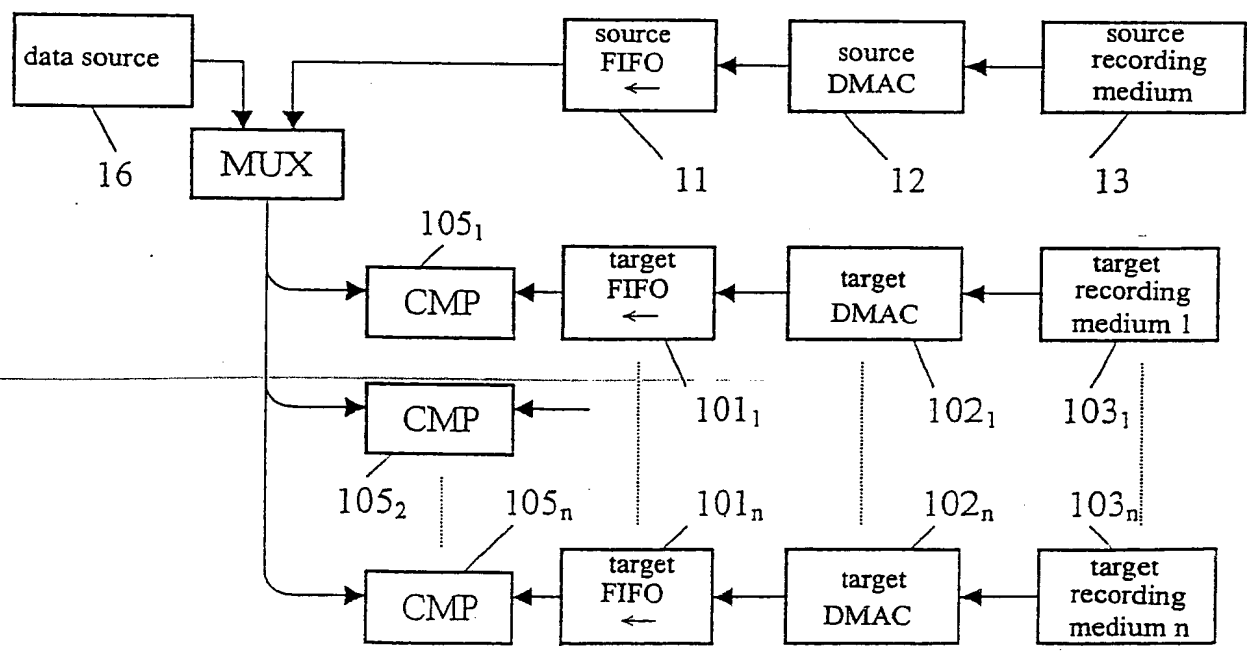 data source
source
FIFO
←
source
DMAC
source
recording
medium
16
MUX
11
12
13
105₁
CMP
target
FIFO
←
target
DMAC
target
recording
medium 1
101₁
102₁
103₁
CMP
105₂
105ₙ
101ₙ
102ₙ
103ₙ
CMP
target
FIFO
←
target
DMAC
target
recording
medium n